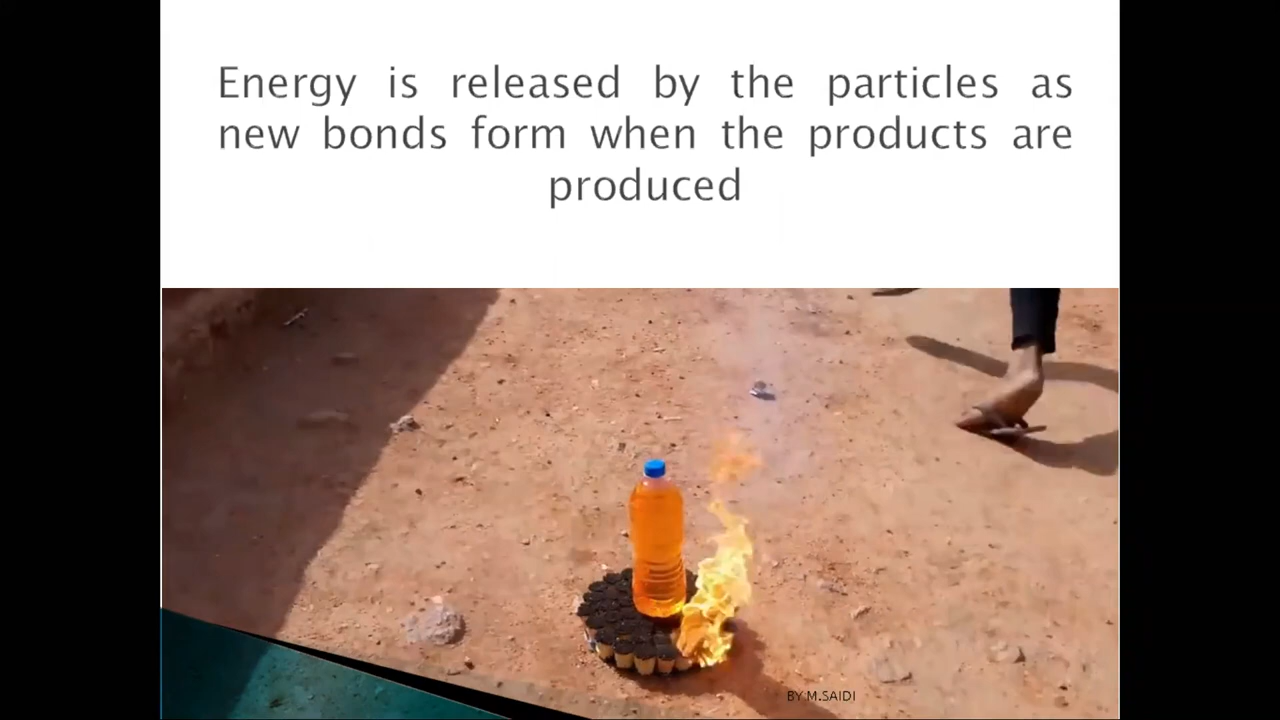 Energy is released by the particles as
new bonds form when the products are
produced
BY M.SAIDI